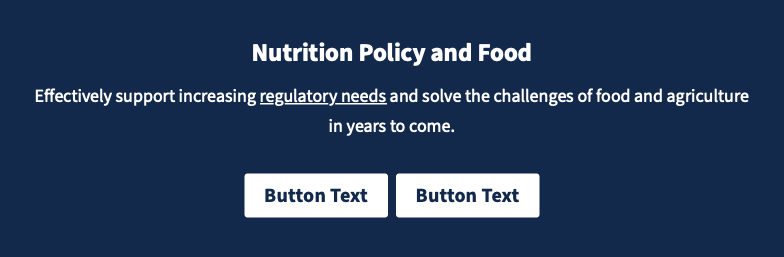 Nutrition Policy and Food
Effectively support increasing regulatory needs and solve the challenges of food and agriculture
in years to come.
Button Text Button Text